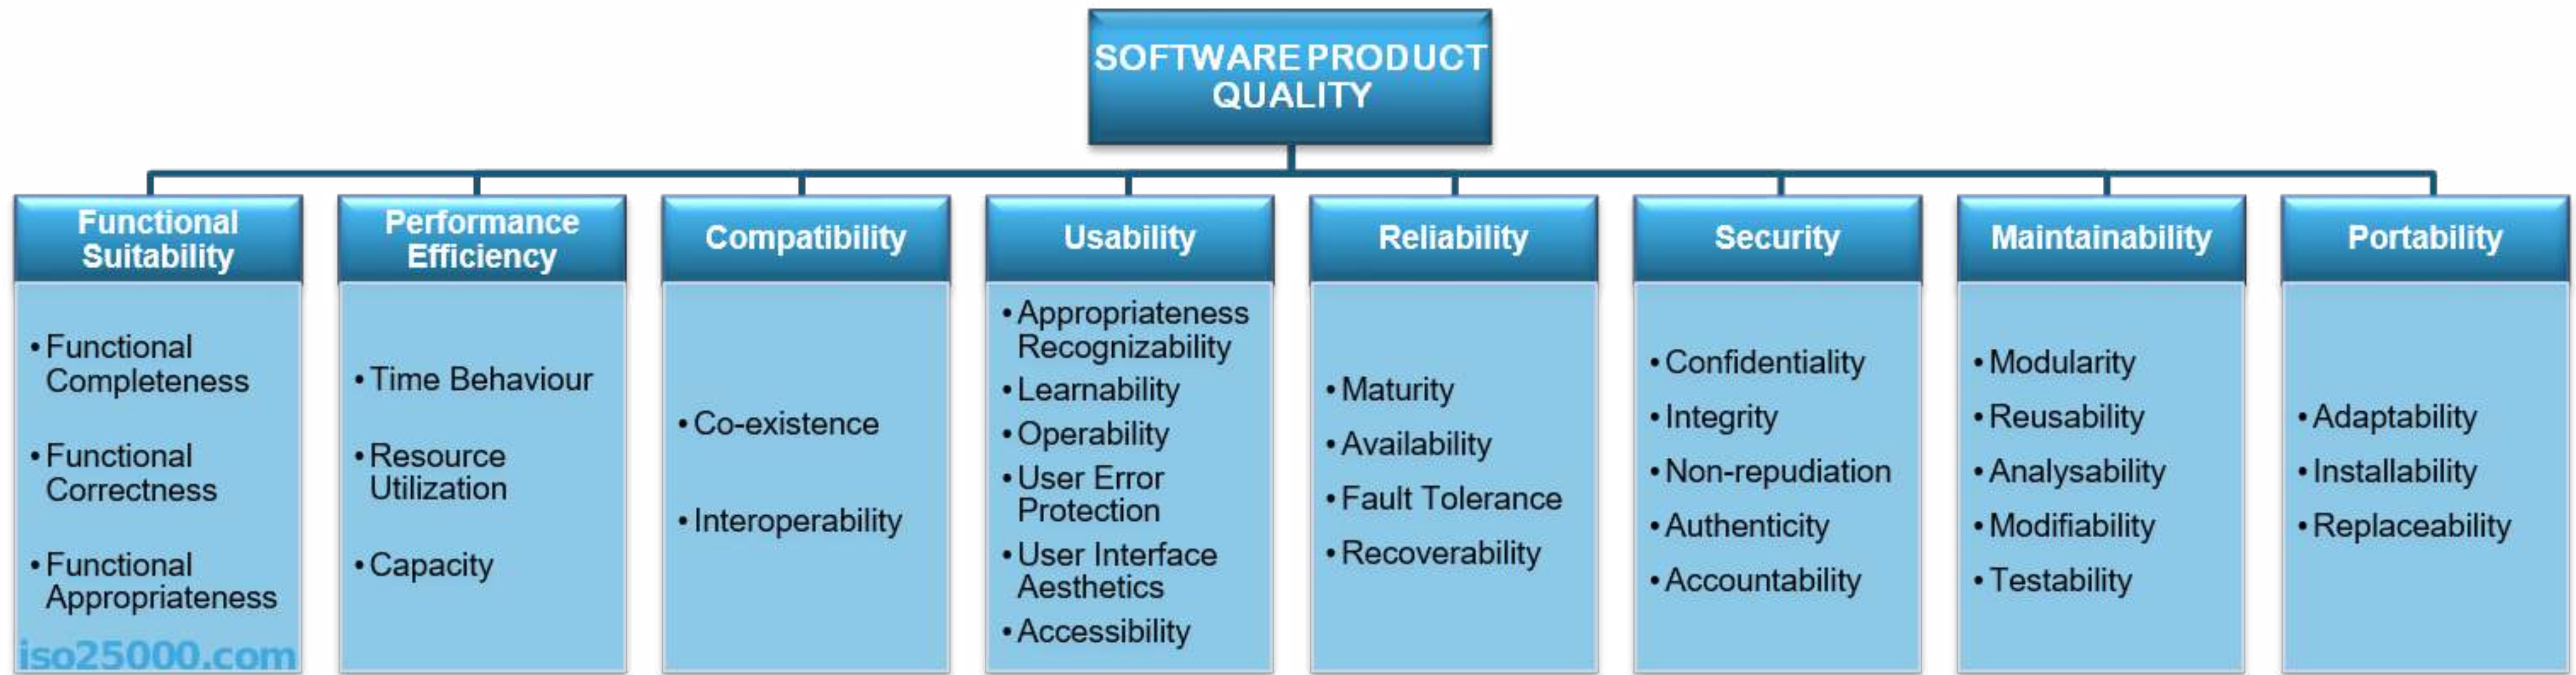 SOFTWARE PRODUCT
QUALITY
Functional
Suitability
• Functional
Completeness
• Functional
Correctness
• Functional
Appropriateness
iso25000.com
Performance
Efficiency
• Time Behaviour
• Resource
Utilization
• Capacity
Compatibility
• Co-existence
• Interoperability
Usability
• Appropriateness
Recognizability
• Learnability
• Operability
• User Error
Protection
• User Interface
Aesthetics
• Accessibility
Reliability
• Maturity
• Availability
• Fault Tolerance
• Recoverability
Security
• Confidentiality
• Integrity
• Non-repudiation
• Authenticity
• Accountability
Maintainability
• Modularity
• Reusability
• Analysability
• Modifiability
• Testability
Portability
• Adaptability
• Installability
• Replaceability